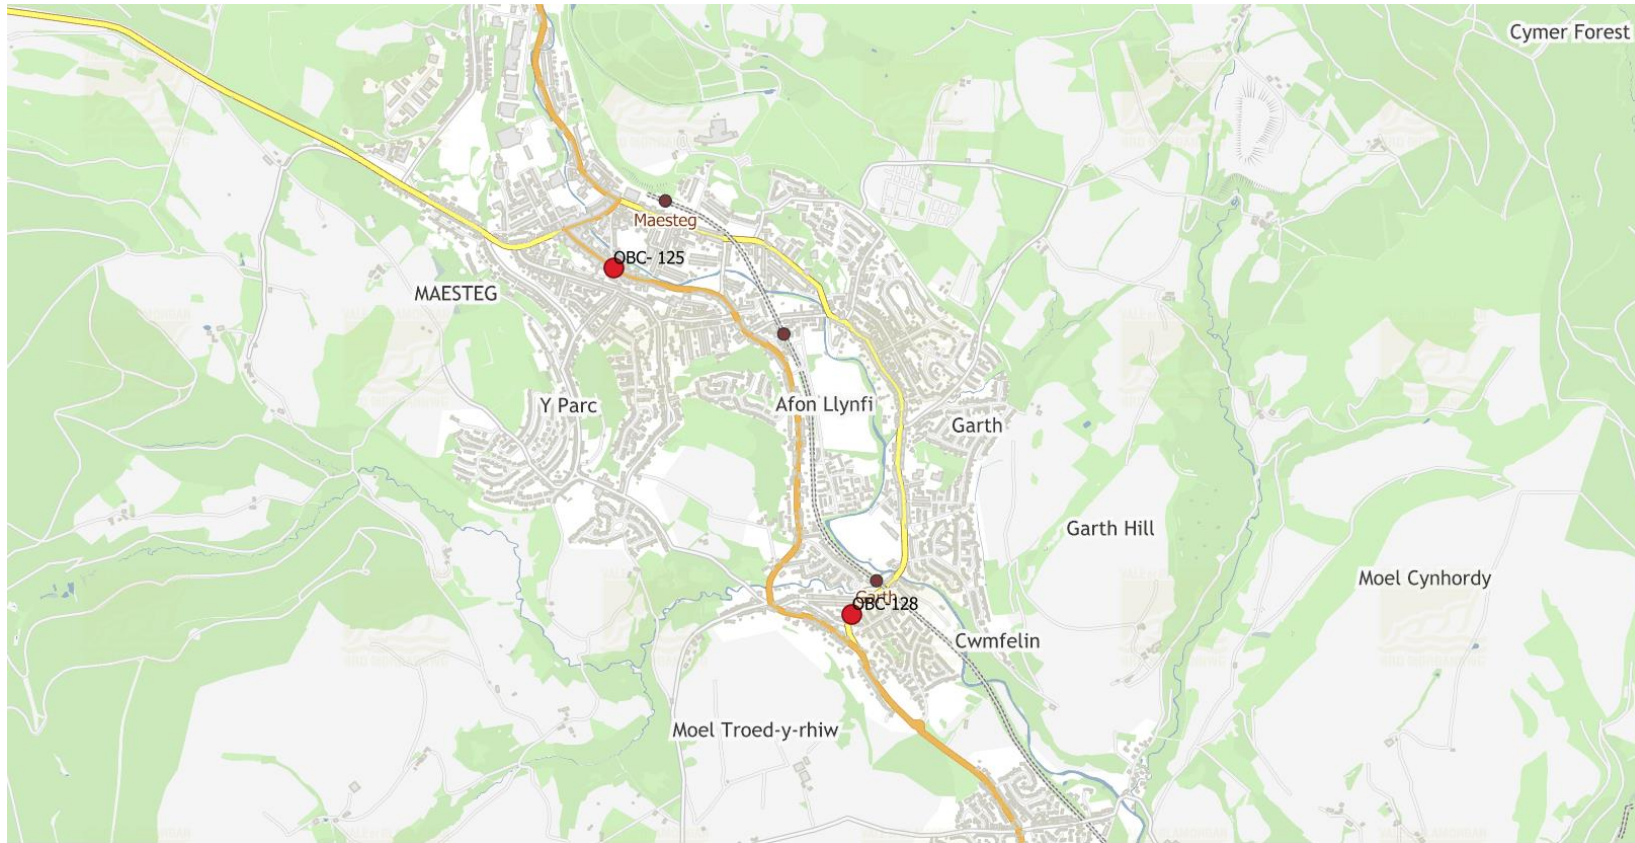 Cymer Forest
Maesteg
OBC- 125
MAESTEG
Y Parc
Afon Llynfi
Garth
Garth Hill
Moel Cynhordy
Garth
OBC-128
Cwmfelin
Moel Troed-y-rhiw